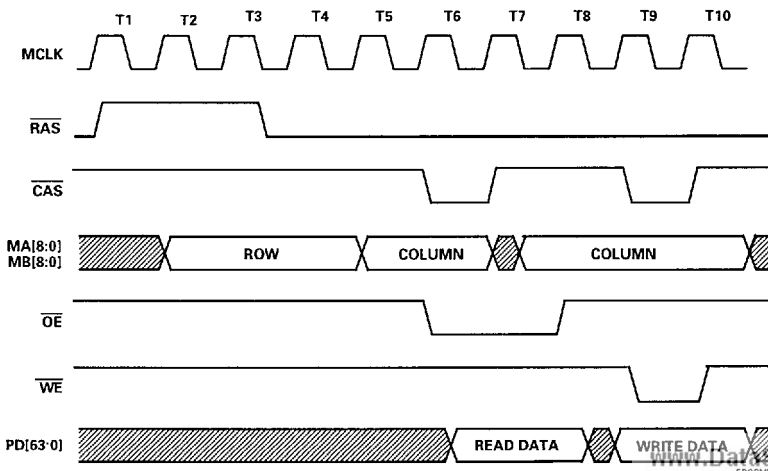 T1 T2 T3 T4 T5 T6 T7 T8 T9 T10
MCLK
RAS
CAS
MA[8:0]
MB[8:0]
ROW COLUMN COLUMN
OE
WE
PD[63:0]
READ DATA WRITE DATA